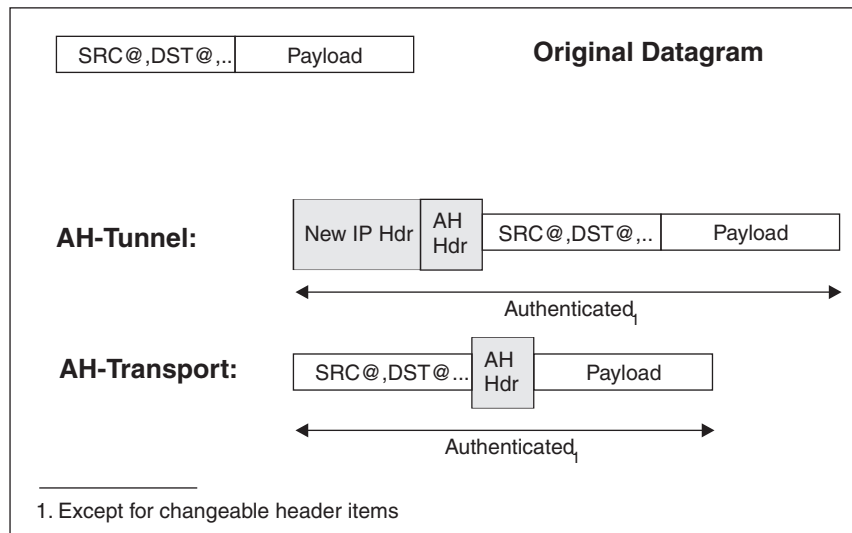 SRC@,DST@,.. Payload Original Datagram
AH-Tunnel: New IP Hdr AH Hdr SRC@,DST@,.. Payload
Authenticated1
AH-Transport: SRC@,DST@... AH Hdr Payload
Authenticated1
1. Except for changeable header items